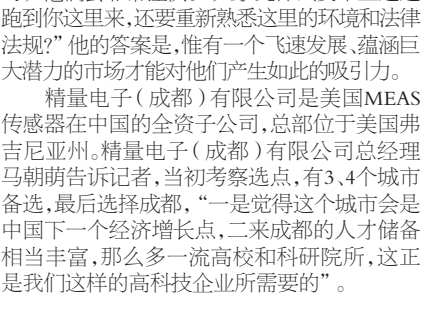 跑到你这里来,还要重新熟悉这里的环境和法律
法规?”他的答案是,惟有一个飞速发展、蕴涵巨
大潜力的市场才能对他们产生如此的吸引力。
精量电子(成都)有限公司是美国MEAS
传感器在中国的全资子公司,总部位于美国弗
吉尼亚州。精量电子(成都)有限公司总经理
马朝萌告诉记者,当初考察选点,有3、4个城市
备选,最后选择成都,“一是觉得这个城市会是
中国下一个经济增长点,二来成都的人才储备
相当丰富,那么多一流高校和科研院所,这正
是我们这样的高科技企业所需要的”。